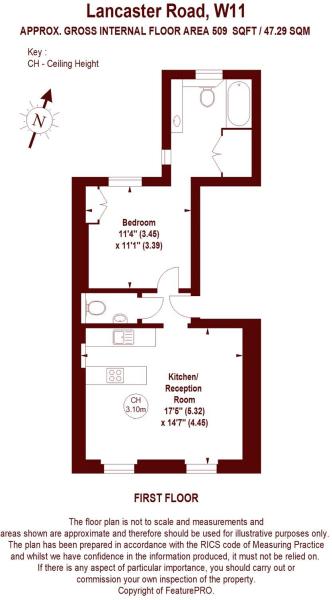 Lancaster Road, W11
APPROX. GROSS INTERNAL FLOOR AREA 509 SQFT / 47.29 SQM
Key :
CH - Ceiling Height
N
Bedroom
11'4" (3.45)
x 11'1" (3.39)
Kitchen/
Reception
Room
17'5" (5.32)
x 14'7" (4.45)
CH
3.10m
FIRST FLOOR
The floor plan is not to scale and measurements and
areas shown are approximate and therefore should be used for illustrative purposes only.
The plan has been prepared in accordance with the RICS code of Measuring Practice
and whilst we have confidence in the information produced, it must not be relied on.
If there is any aspect of particular importance, you should carry out or
commission your own inspection of the property.
Copyright of FeaturePRO.